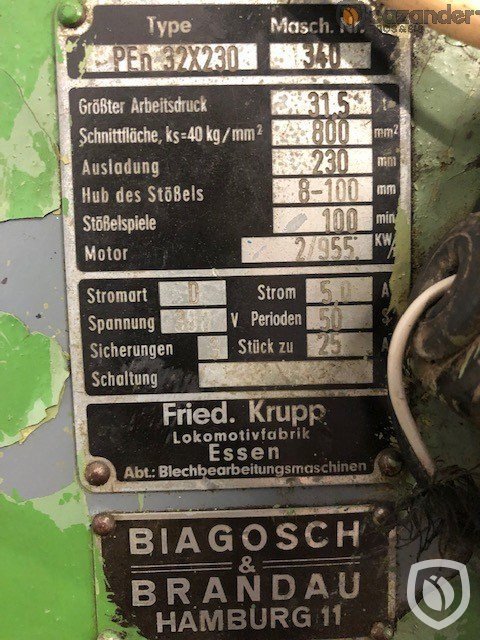 Type Masch. Nr.
PEn 32X230 340
Größter Arbeitsdruck 31,5 t
Schnittfläche, ks=40 kg/mm² 800 mm²
Ausladung 230 mm
Hub des Stößels 8-100 mm
Stößelspiele 100 min
Motor 2/955 KW/
Stromart D Strom 5,0 A
Spannung V Perioden 50 S
Sicherungen Stück zu 25 A
Schaltung
Fried. Krupp
Lokomotivfabrik
Essen
Abt.: Blechbearbeitungsmaschinen
BIAGOSCH
&
BRANDAU
HAMBURG 11